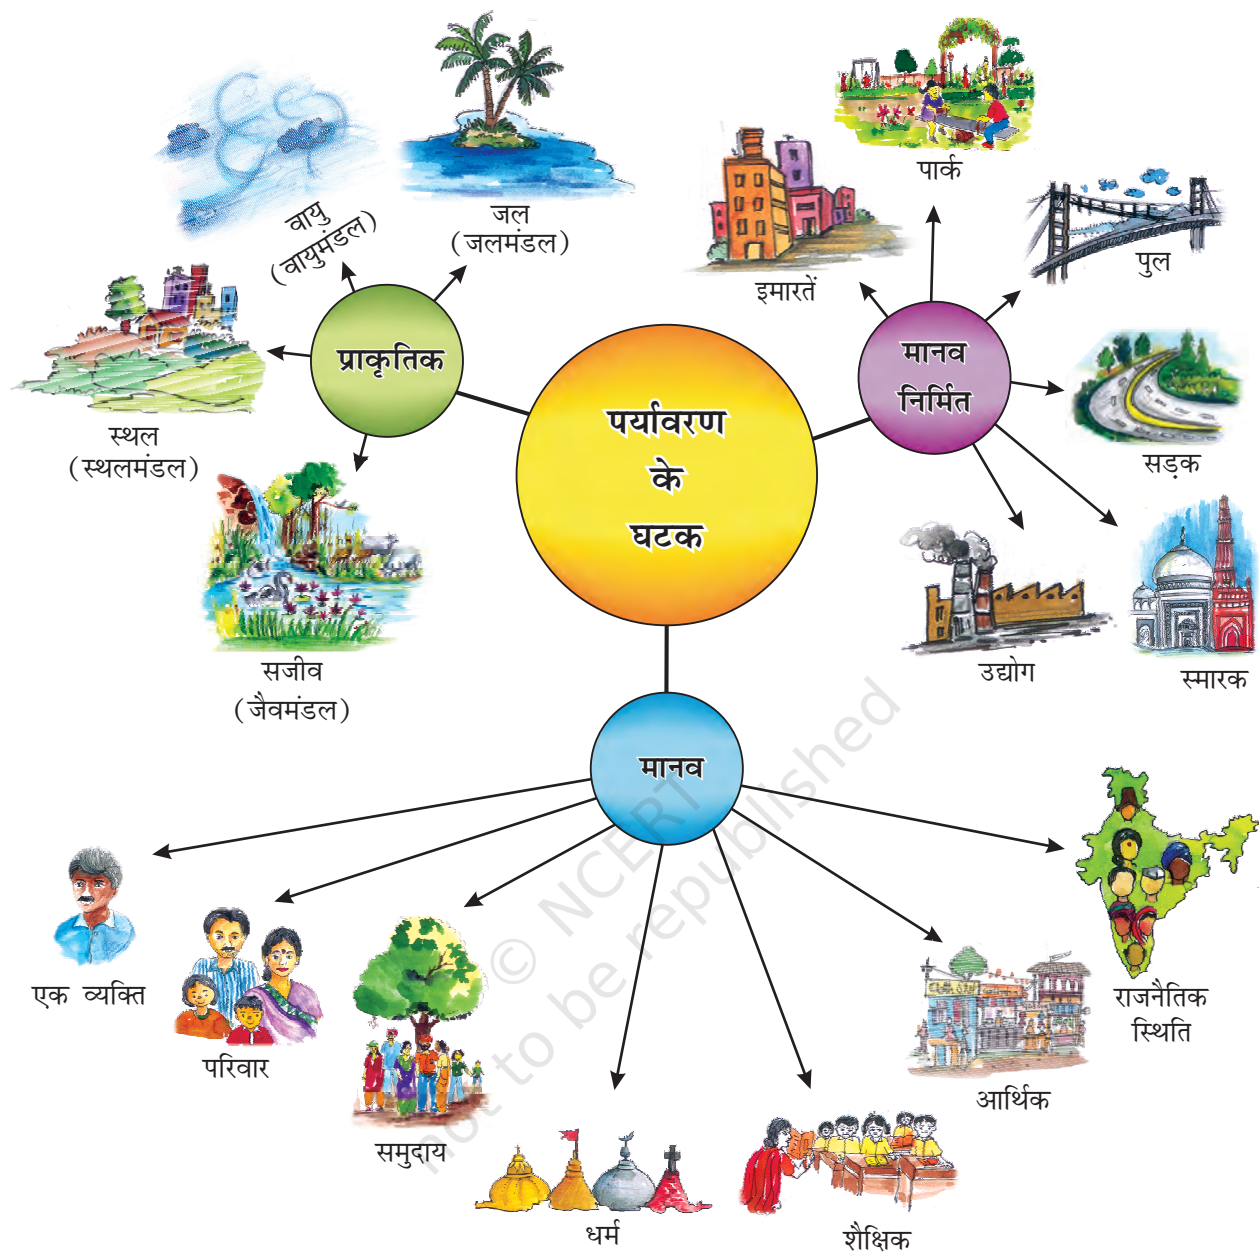 पार्क
वायु
(वायुमंडल)
जल
(जलमंडल)
इमारतें
पुल
प्राकृतिक
मानव
निर्मित
स्थल
(स्थलमंडल)
पर्यावरण
के
घटक
सड़क
सजीव
(जैवमंडल)
उद्योग
स्मारक
मानव
एक व्यक्ति
परिवार
समुदाय
धर्म
शैक्षिक
आर्थिक
राजनैतिक
स्थिति
© NCERT
not to be republished